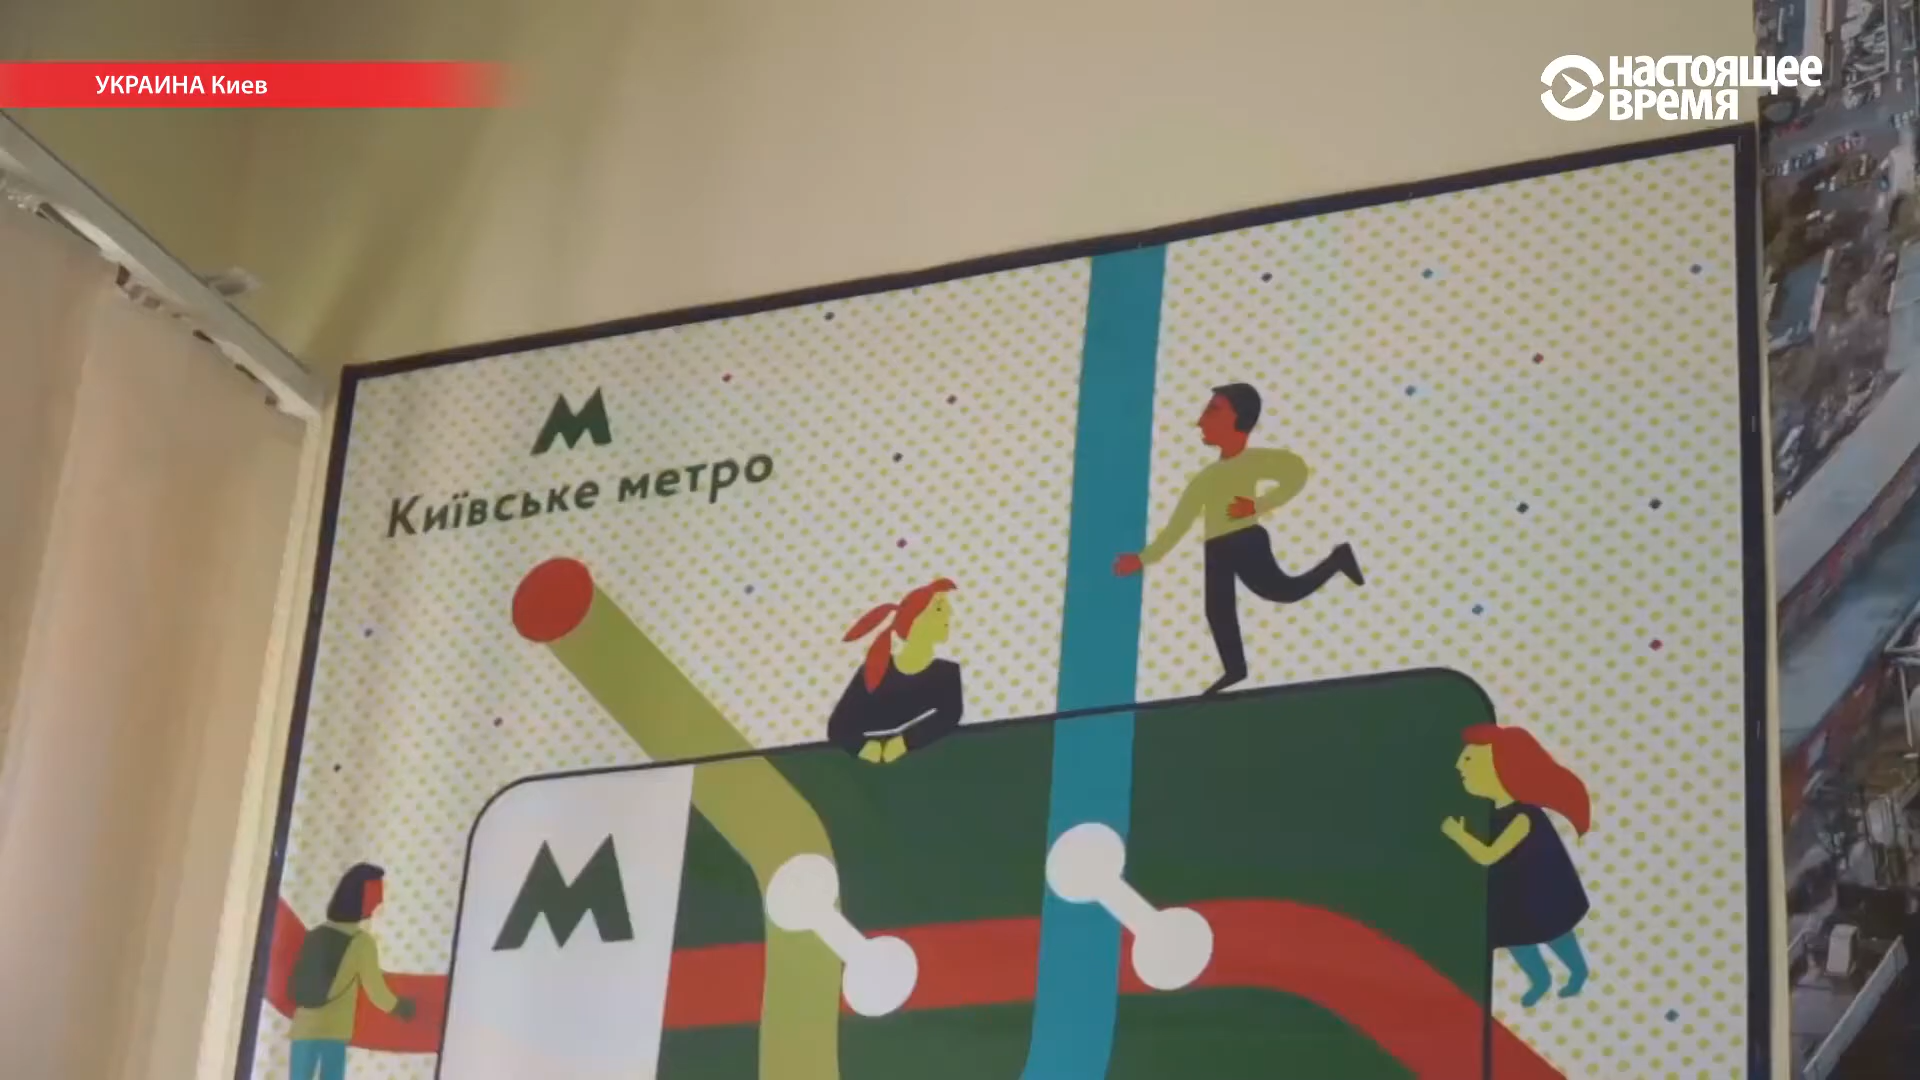 УКРАИНА Киев
НАСТОЯЩЕЕ
ВРЕМЯ
М
Київське метро
М